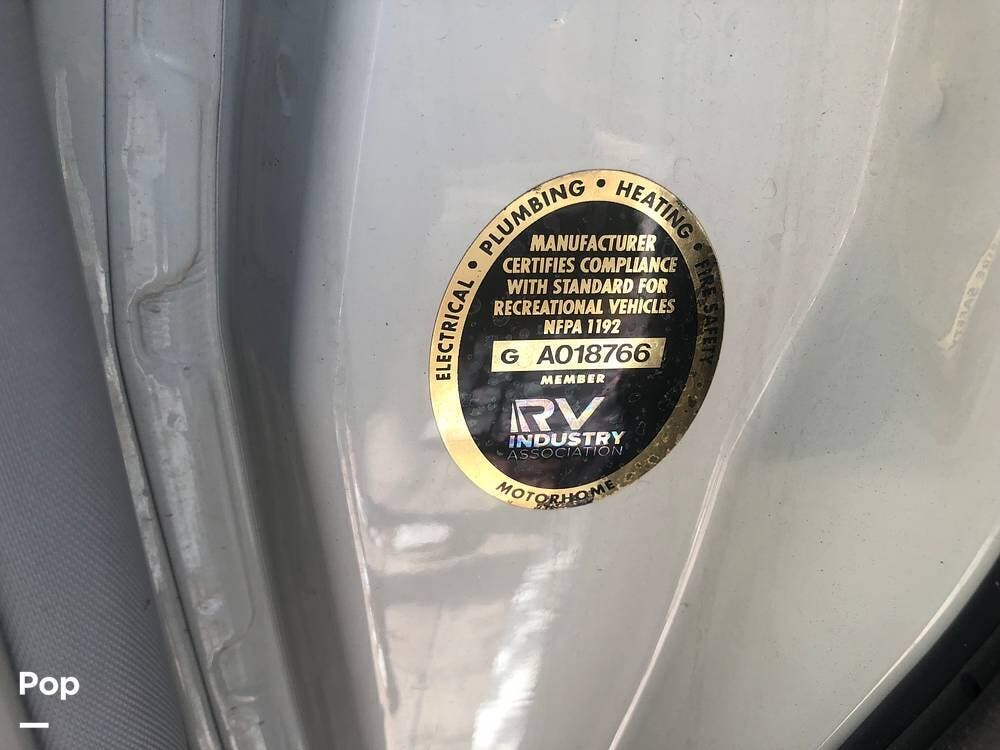 ELECTRICAL • PLUMBING • HEATING • FIRE SAFETY •
MANUFACTURER
CERTIFIES COMPLIANCE
WITH STANDARD FOR
RECREATIONAL VEHICLES
NFPA 1192
G A018766
MEMBER
RV
INDUSTRY
ASSOCIATION
MOTORHOME
Pop